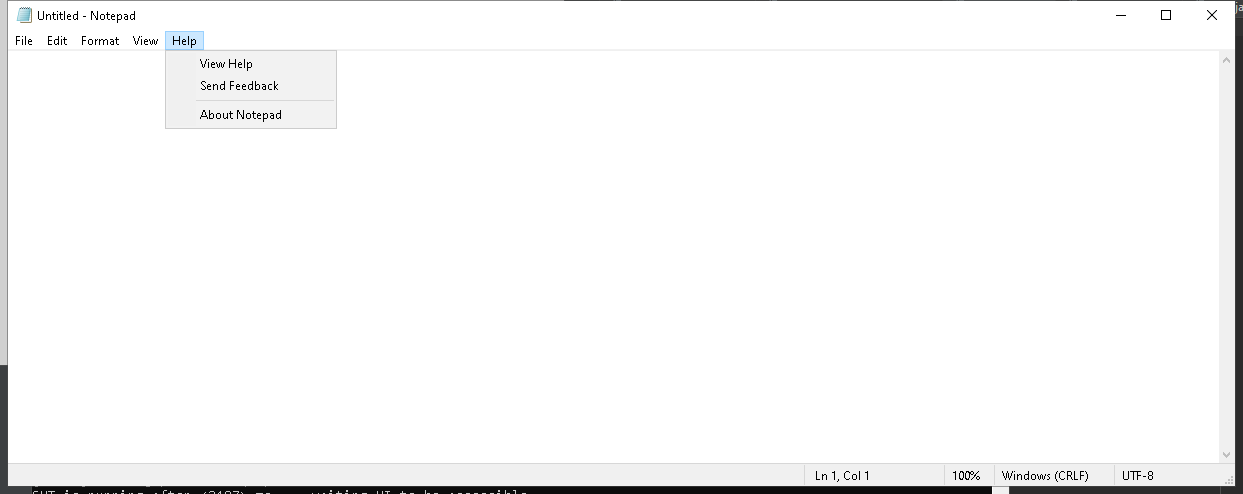 Untitled - Notepad
File Edit Format View Help
View Help
Send Feedback
About Notepad
Ln 1, Col 1 100% Windows (CRLF) UTF-8